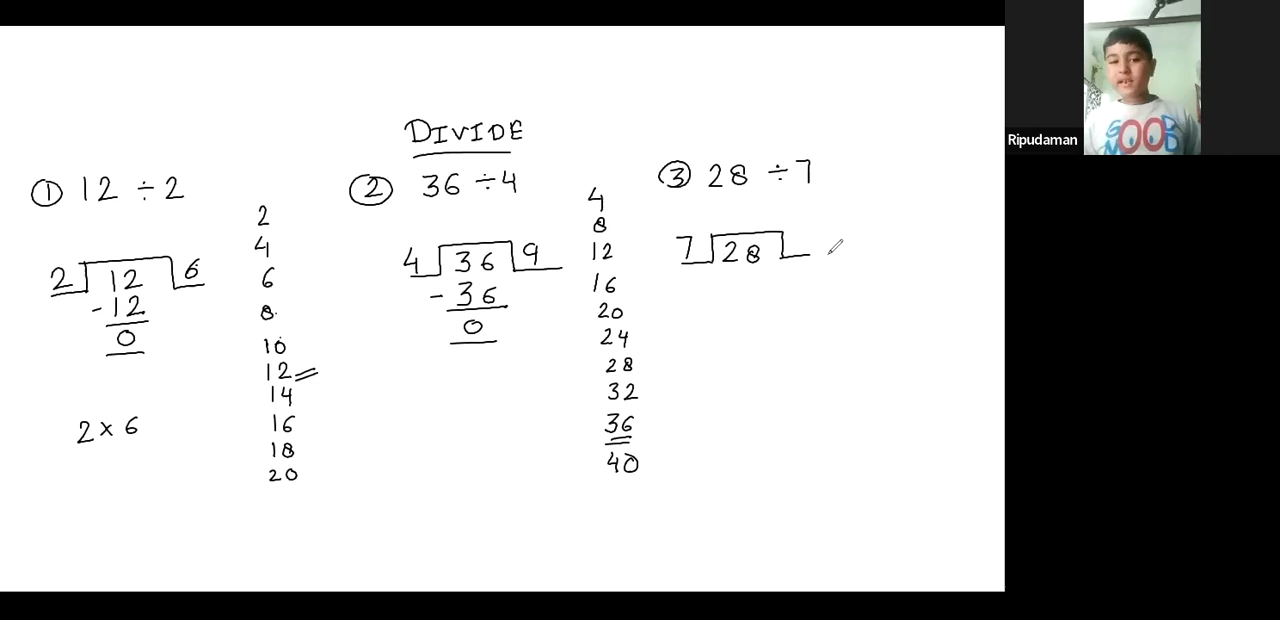 DIVIDE
① 12 ÷ 2
2 12 6
- 12
0
2 × 6
2
4
6
8
10
12
14
16
18
20
② 36 ÷ 4
4 36 9
- 36
0
4
8
12
16
20
24
28
32
36
40
③ 28 ÷ 7
7 28
GOOD
MOOD
Ripudaman